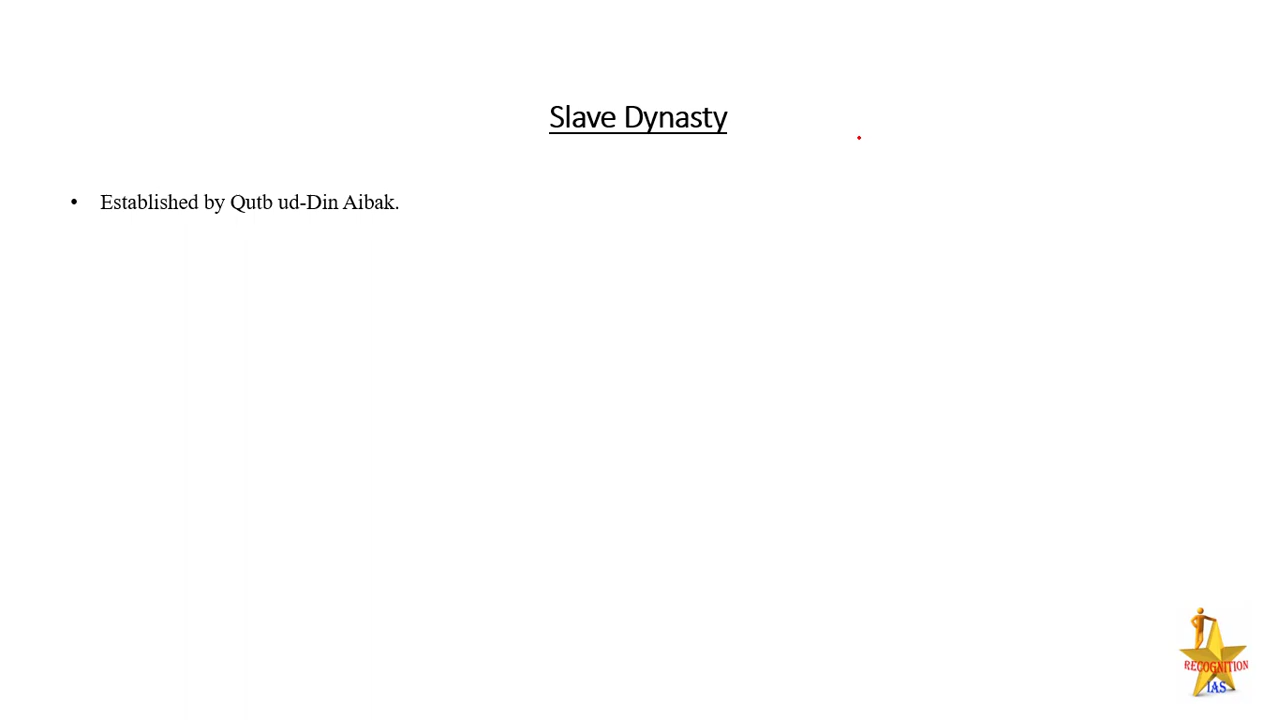 Slave Dynasty
• Established by Qutb ud-Din Aibak.
RECOGNITION
IAS